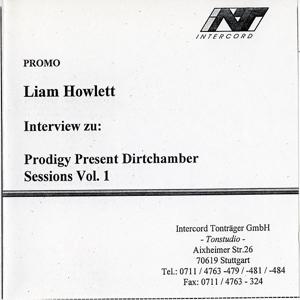 INT
INTERCORD
PROMO
Liam Howlett
Interview zu:
Prodigy Present Dirtchamber
Sessions Vol. 1
Intercord Tonträger GmbH
- Tonstudio -
Aixheimer Str.26
70619 Stuttgart
Tel.: 0711 / 4763 -479 / -481 / -484
Fax: 0711 / 4763 - 324